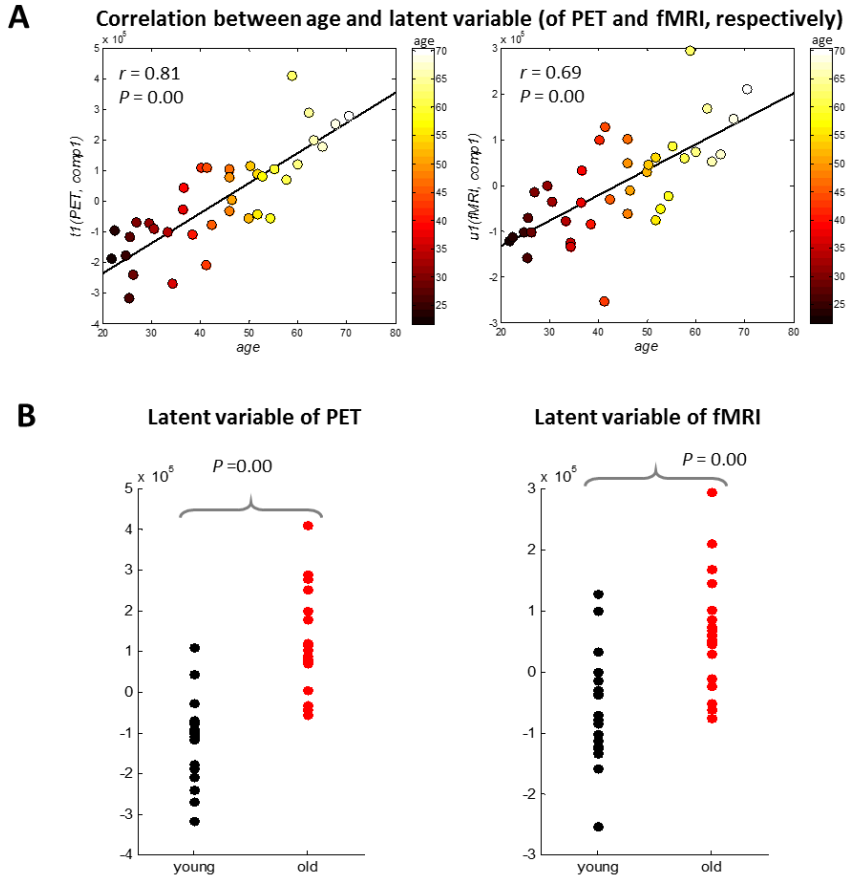 A
Correlation between age and latent variable (of PET and fMRI, respectively)
x 10^5
r = 0.81
P = 0.00
5
4
3
2
1
0
-1
-2
-3
-4
t1(PET, comp1)
20 30 40 50 60 70 80
age
age
70
65
60
55
50
45
40
35
30
25
x 10^5
r = 0.69
P = 0.00
3
2
1
0
-1
-2
-3
u1(fMRI, comp1)
20 30 40 50 60 70 80
age
age
70
65
60
55
50
45
40
35
30
25
B
Latent variable of PET
P =0.00
x 10^5
5
4
3
2
1
0
-1
-2
-3
-4
young old
Latent variable of fMRI
P = 0.00
x 10^5
3
2
1
0
-1
-2
-3
young old